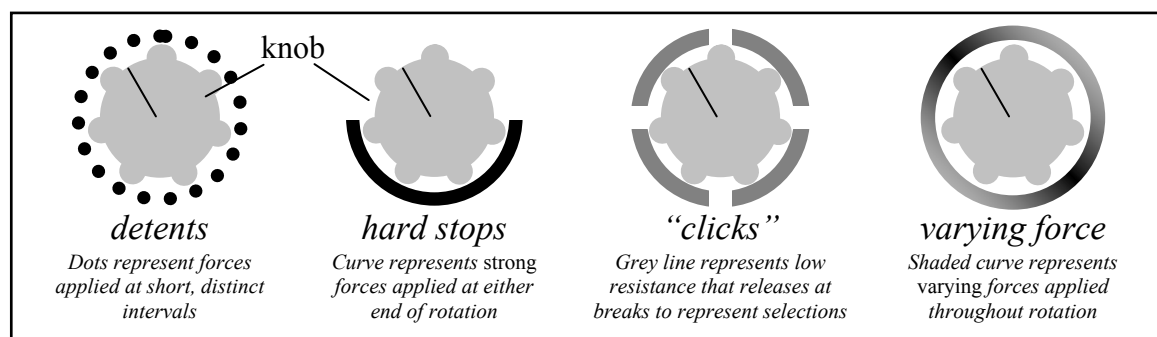 knob
detents
Dots represent forces
applied at short, distinct
intervals
hard stops
Curve represents strong
forces applied at either
end of rotation
“clicks”
Grey line represents low
resistance that releases at
breaks to represent selections
varying force
Shaded curve represents
varying forces applied
throughout rotation